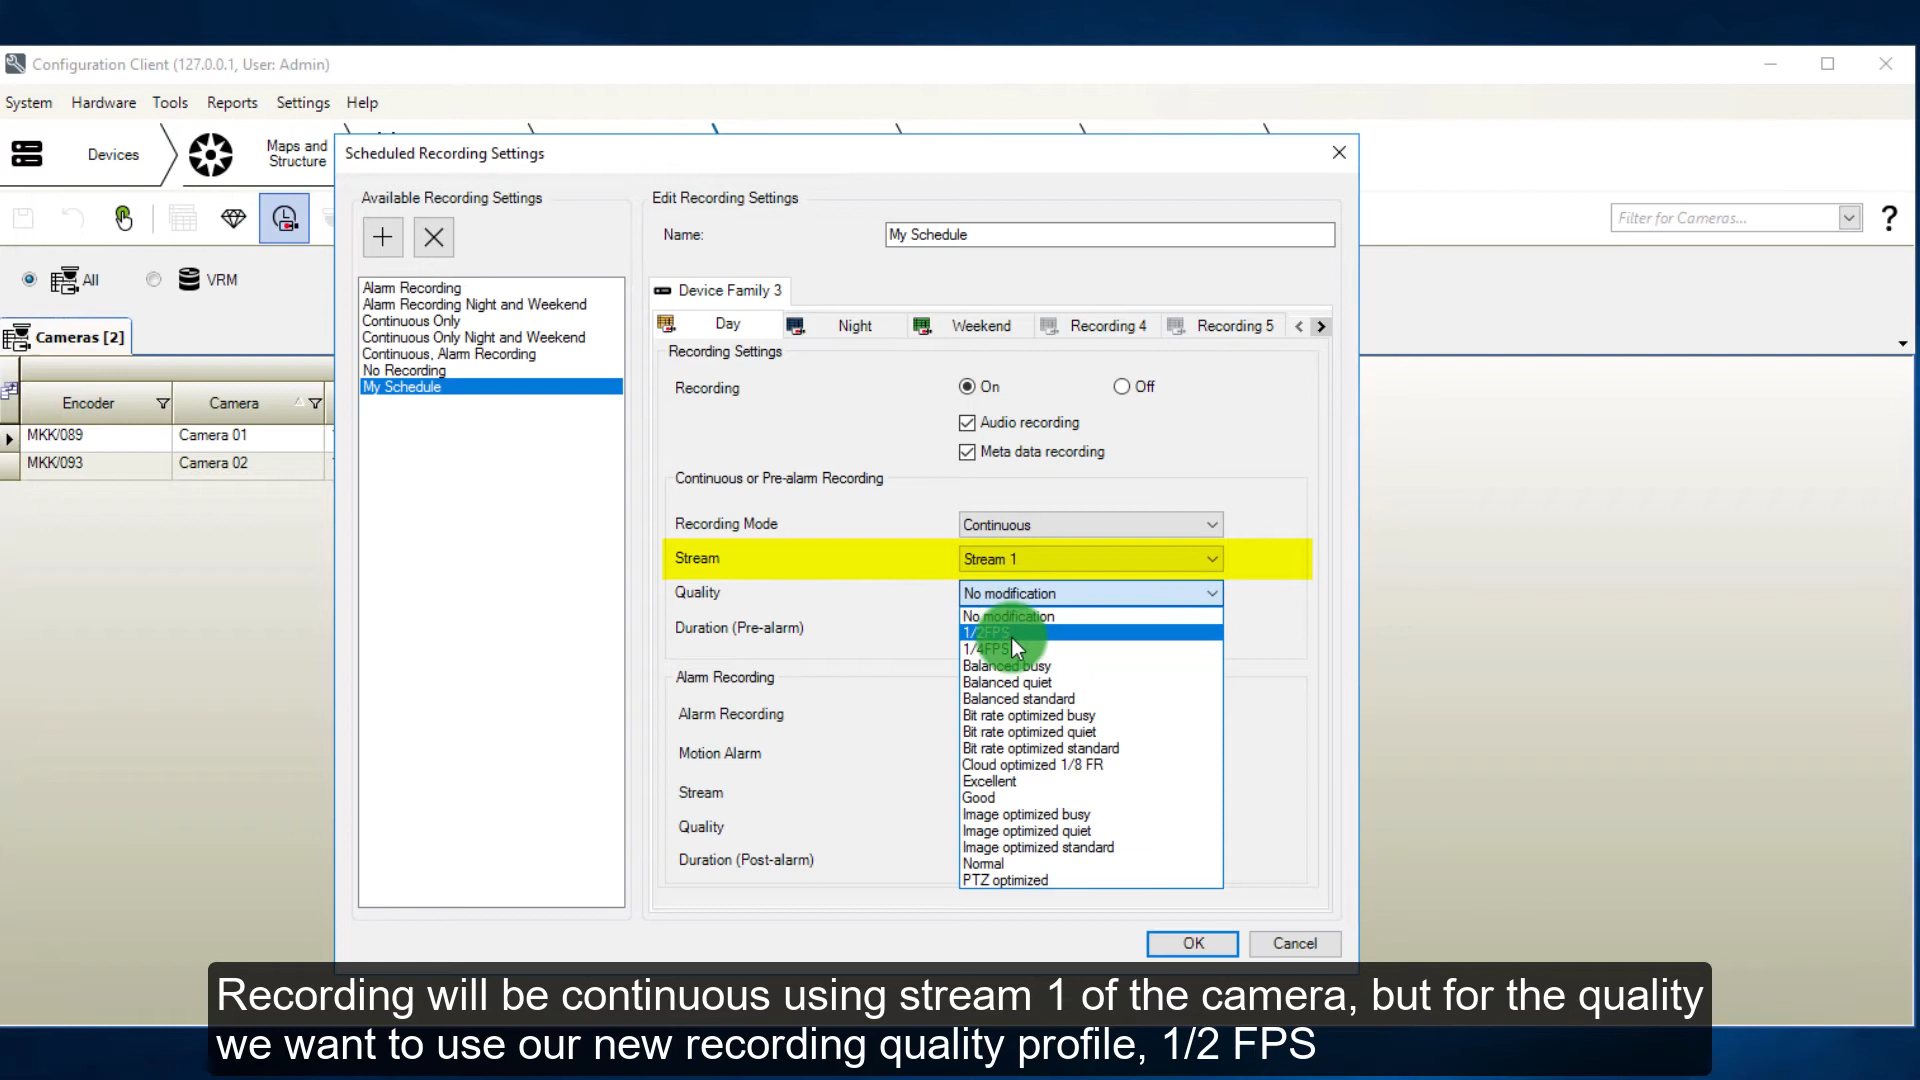 Configuration Client (127.0.0.1, User: Admin)
System Hardware Tools Reports Settings Help
Devices
Maps and
Structure
Filter for Cameras...
?
All
VRM
Cameras [2]
Encoder Camera
MKK/089 Camera 01
MKK/093 Camera 02
Scheduled Recording Settings
Available Recording Settings
Alarm Recording
Alarm Recording Night and Weekend
Continuous Only
Continuous Only Night and Weekend
Continuous, Alarm Recording
No Recording
My Schedule
Edit Recording Settings
Name: My Schedule
Device Family 3
Day Night Weekend Recording 4 Recording 5
Recording Settings
Recording On Off
Audio recording
Meta data recording
Continuous or Pre-alarm Recording
Recording Mode Continuous
Stream Stream 1
Quality No modification
Duration (Pre-alarm)
No modification
1/2FPS
1/4FPS
Balanced busy
Balanced quiet
Balanced standard
Bit rate optimized busy
Bit rate optimized quiet
Bit rate optimized standard
Cloud optimized 1/8 FR
Excellent
Good
Image optimized busy
Image optimized quiet
Image optimized standard
Normal
PTZ optimized
Alarm Recording
Alarm Recording
Motion Alarm
Stream
Quality
Duration (Post-alarm)
OK Cancel
Recording will be continuous using stream 1 of the camera, but for the quality
we want to use our new recording quality profile, 1/2 FPS